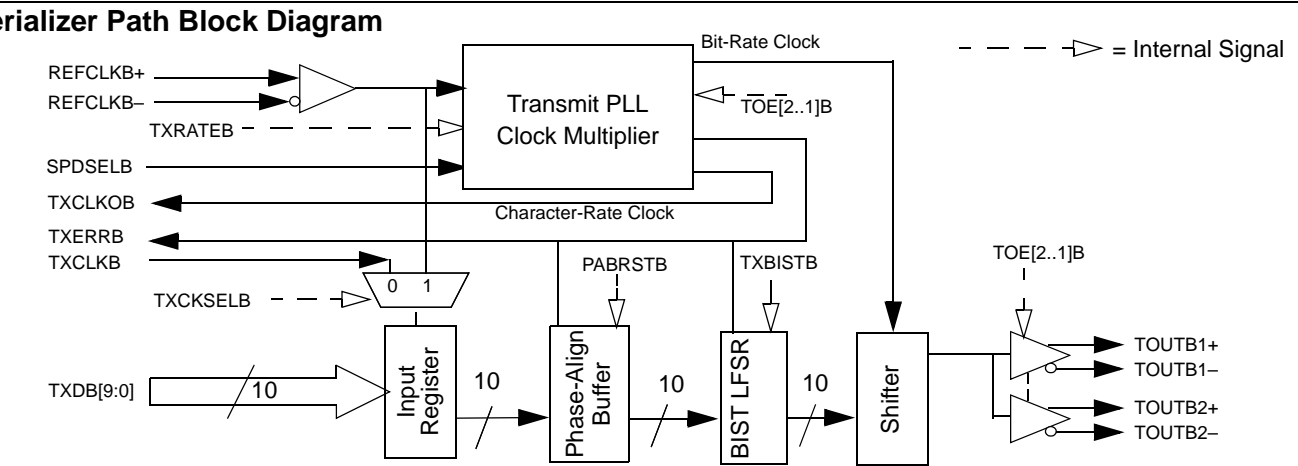 erializer Path Block Diagram
Bit-Rate Clock
= Internal Signal
REFCLKB+
REFCLKB–
TXRATEB
SPDSELB
TXCLKOB
TXERRB
TXCLKB
Transmit PLL
Clock Multiplier
TOE[2..1]B
Character-Rate Clock
PABRSTB
TXBISTB
TOE[2..1]B
TXCKSELB
0 1
TXDB[9:0]
10
Input
Register
10
Phase-Align
Buffer
10
BIST LFSR
10
Shifter
TOUTB1+
TOUTB1–
TOUTB2+
TOUTB2–